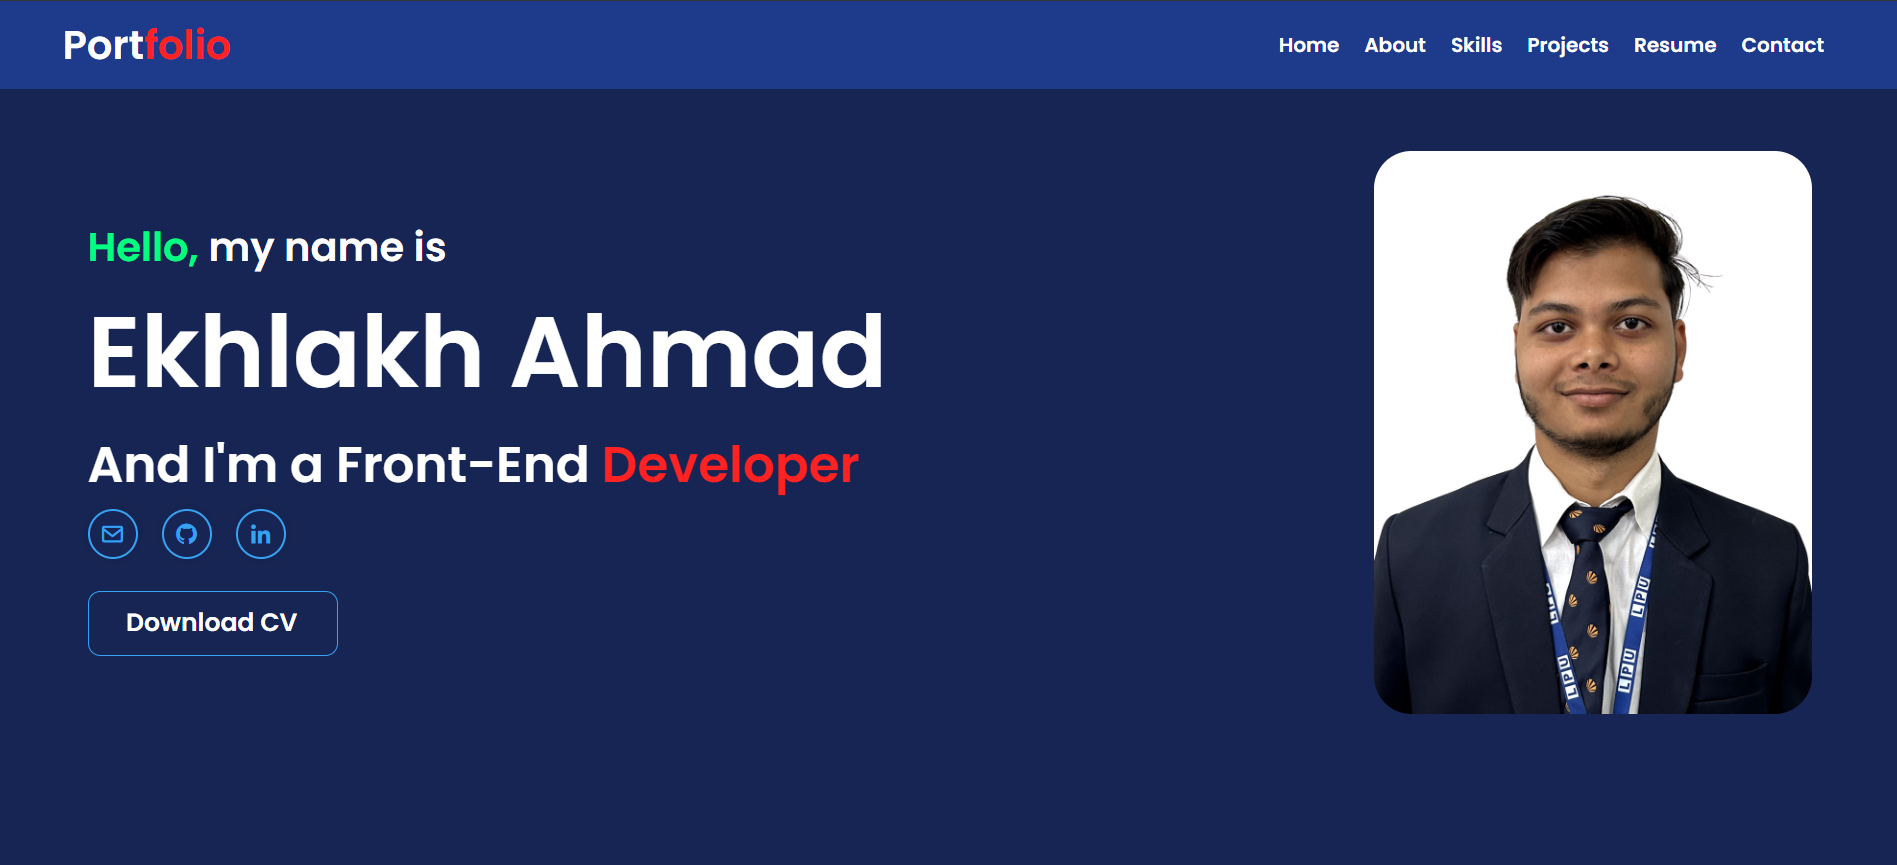 Portfolio
Home About Skills Projects Resume Contact
Hello, my name is
Ekhlakh Ahmad
And I'm a Front-End Developer
in
Download CV
LPU
LPU
LPU
LPU